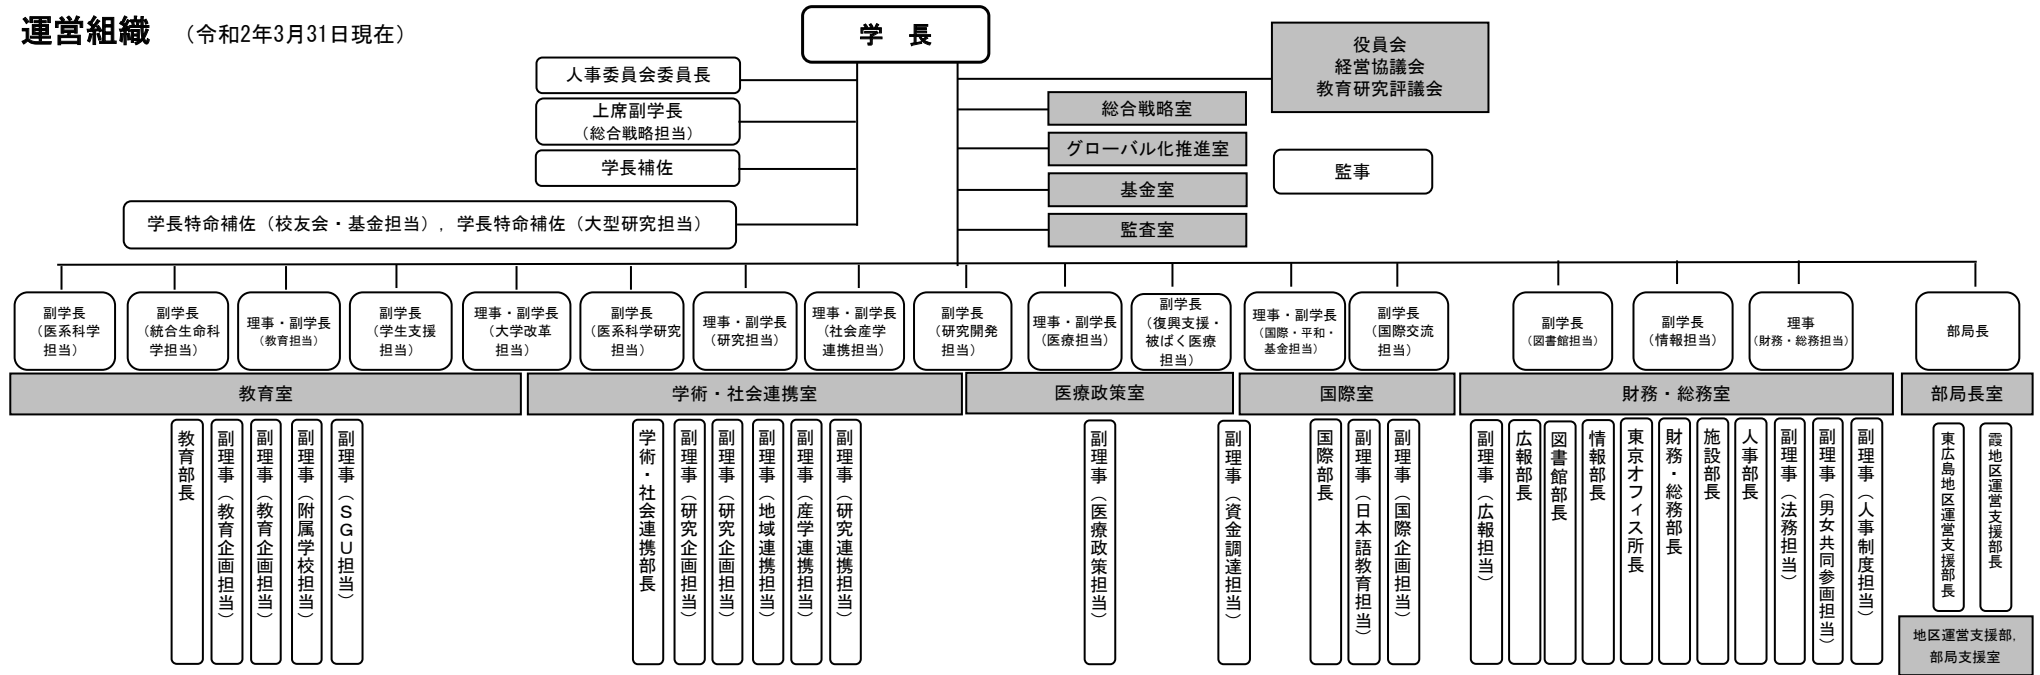 運営組織 （令和2年3月31日現在）
学　長
人事委員会委員長
上席副学長
（総合戦略担当）
学長補佐
学長特命補佐（校友会・基金担当）, 学長特命補佐（大型研究担当）
役員会
経営協議会
教育研究評議会
総合戦略室
グローバル化推進室
基金室
監査室
監事
副学長
（医系科学
担当）
副学長
（統合生命科
学担当）
理事・副学長
（教育担当）
副学長
（学生支援
担当）
理事・副学長
（大学改革
担当）
副学長
（医系科学研究
担当）
理事・副学長
（研究担当）
理事・副学長
（社会産学
連携担当）
副学長
（研究開発
担当）
理事・副学長
（医療担当）
副学長
（復興支援・
被ばく医療
担当）
理事・副学長
（国際・平和・
基金担当）
副学長
（国際交流
担当）
副学長
（図書館担当）
副学長
（情報担当）
理事
（財務・総務担当）
部局長
教育室
学術・社会連携室
医療政策室
国際室
財務・総務室
部局長室
教育部長
副理事（教育企画担当）
副理事（教育企画担当）
副理事（附属学校担当）
副理事（ＳＧＵ担当）
学術・社会連携部長
副理事（研究企画担当）
副理事（研究企画担当）
副理事（地域連携担当）
副理事（産学連携担当）
副理事（研究連携担当）
副理事（医療政策担当）
副理事（資金調達担当）
国際部長
副理事（日本語教育担当）
副理事（国際企画担当）
副理事（広報担当）
広報部長
図書館部長
情報部長
東京オフィス所長
財務・総務部長
施設部長
人事部長
副理事（法務担当）
副理事（男女共同参画担当）
副理事（人事制度担当）
東広島地区運営支援部長
霞地区運営支援部長
地区運営支援部,
部局支援室